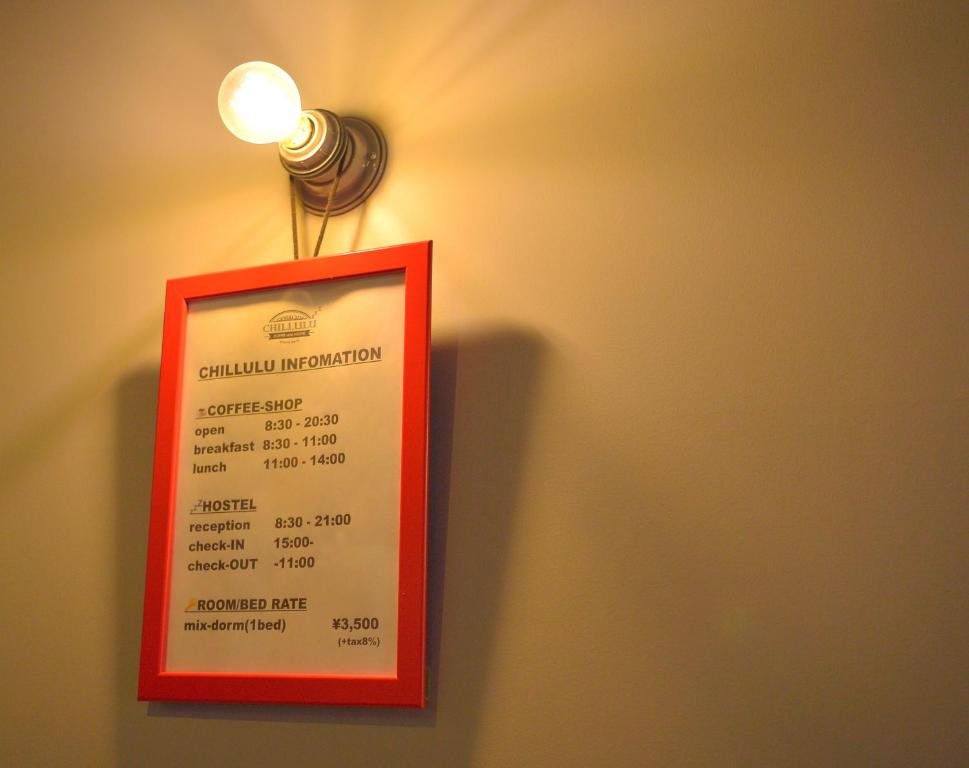 CHILLULU
CHILLULU INFOMATION
COFFEE-SHOP
open 8:30 - 20:30
breakfast 8:30 - 11:00
lunch 11:00 - 14:00
HOSTEL
reception 8:30 - 21:00
check-IN 15:00-
check-OUT -11:00
ROOM/BED RATE
mix-dorm(1bed) ¥3,500
(+tax8%)